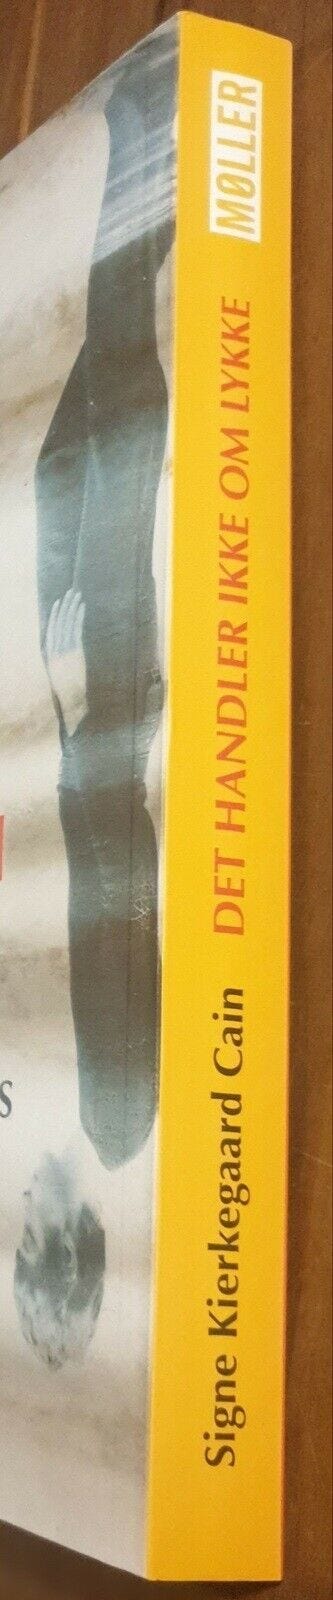 Signe Kierkegaard Cain DET HANDLER IKKE OM LYKKE MØLLER
S